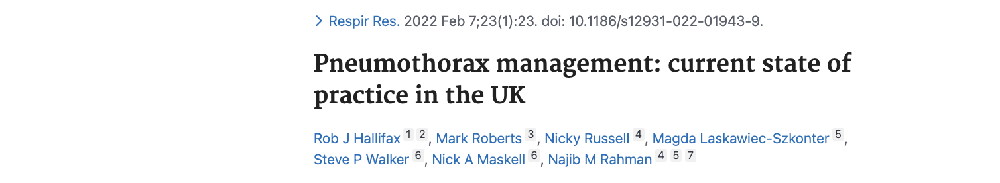 > Respir Res. 2022 Feb 7;23(1):23. doi: 10.1186/s12931-022-01943-9.
Pneumothorax management: current state of
practice in the UK
Rob J Hallifax 1 2, Mark Roberts 3, Nicky Russell 4, Magda Laskawiec-Szkonter 5,
Steve P Walker 6, Nick A Maskell 6, Najib M Rahman 4 5 7